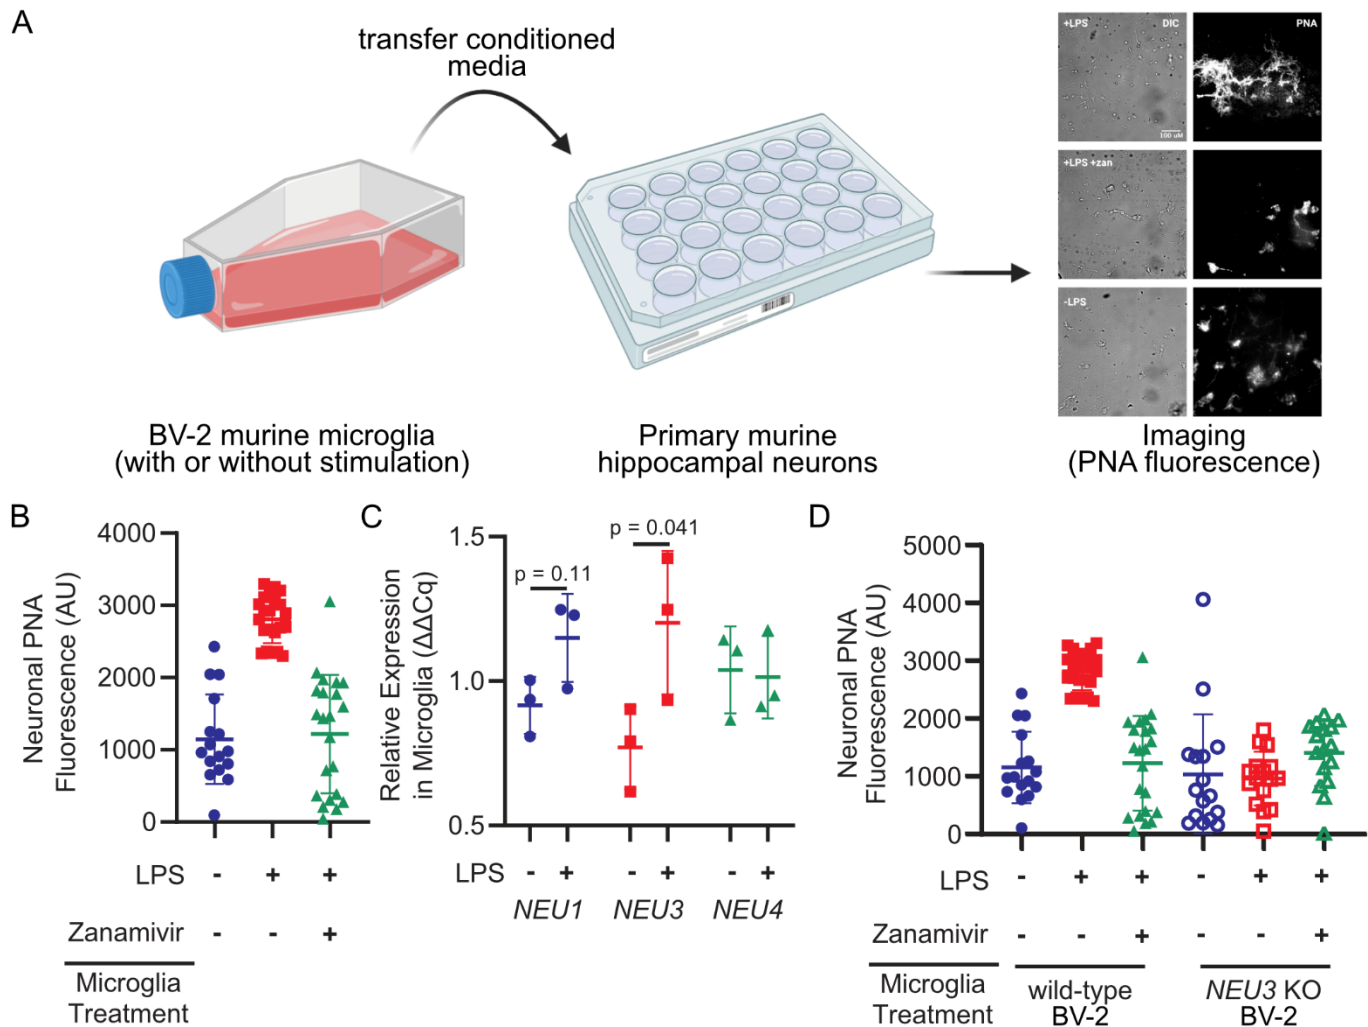 A
transfer conditioned
media
+LPS
DIC
PNA
100 uM
+LPS +zan
-LPS
BV-2 murine microglia
(with or without stimulation)
Primary murine
hippocampal neurons
Imaging
(PNA fluorescence)
B
Neuronal PNA
Fluorescence (AU)
4000
3000
2000
1000
0
LPS - + +
Zanamivir - - +
Microglia
Treatment
C
Relative Expression
in Microglia (ΔΔCq)
1.5
1.0
0.5
p = 0.11
p = 0.041
LPS - + - + - +
NEU1 NEU3 NEU4
D
Neuronal PNA
Fluorescence (AU)
5000
4000
3000
2000
1000
0
LPS - + + - + +
Zanamivir - - + - - +
Microglia
Treatment
wild-type
BV-2
NEU3 KO
BV-2